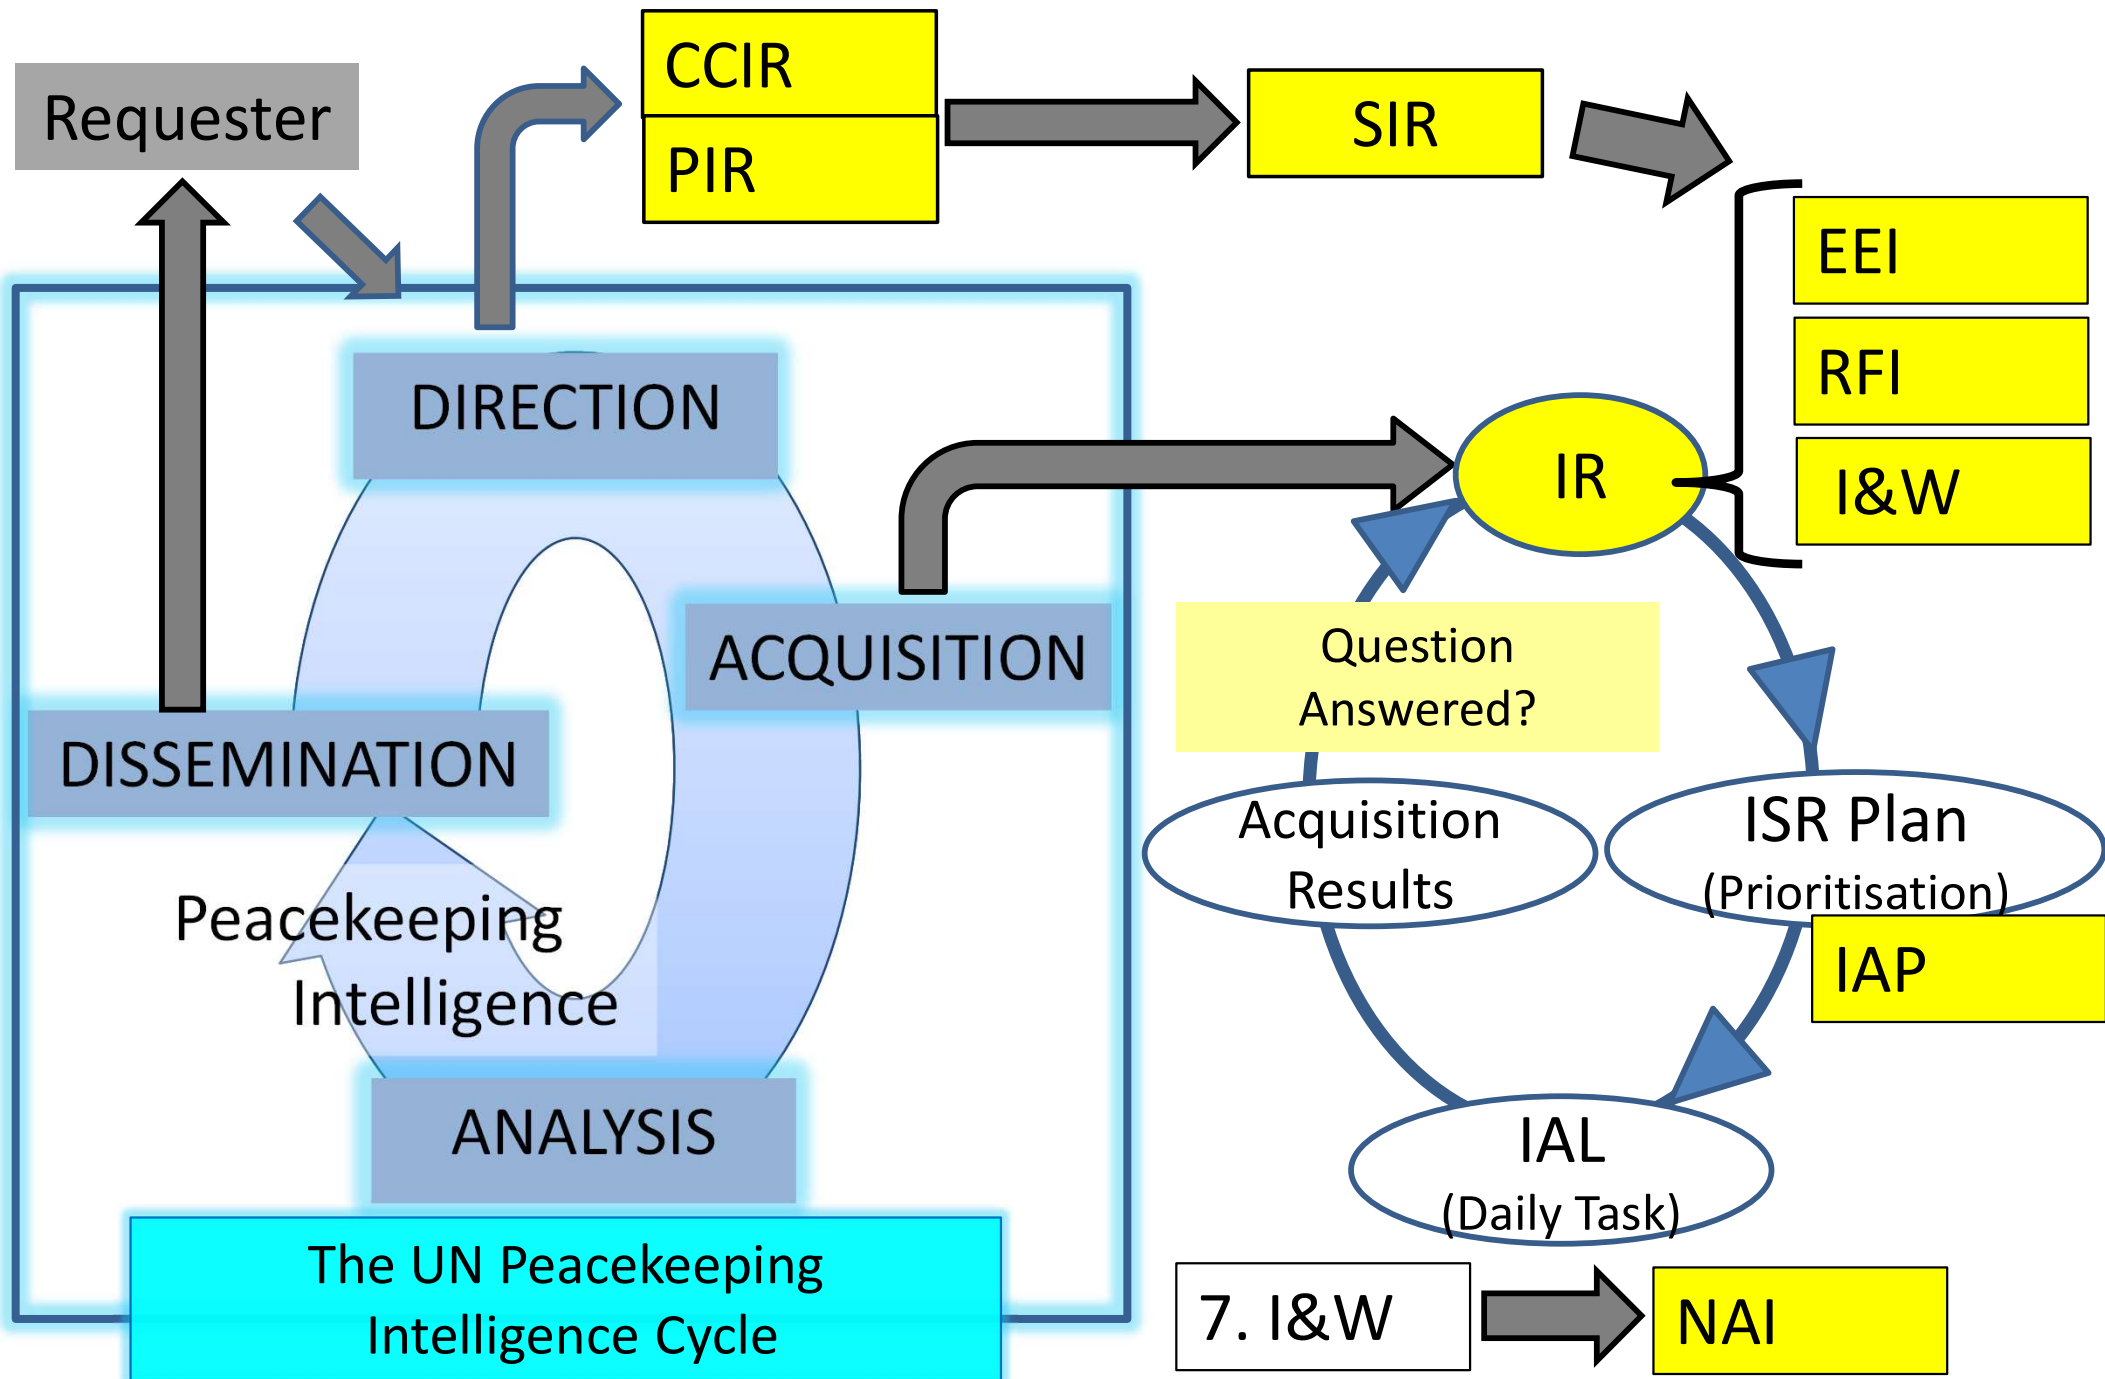 Requester
CCIR
PIR
SIR
EEI
RFI
I&W
DIRECTION
IR
ACQUISITION
Question
Answered?
DISSEMINATION
Acquisition
Results
ISR Plan
(Prioritisation)
IAP
Peacekeeping
Intelligence
ANALYSIS
IAL
(Daily Task)
The UN Peacekeeping
Intelligence Cycle
7. I&W
NAI